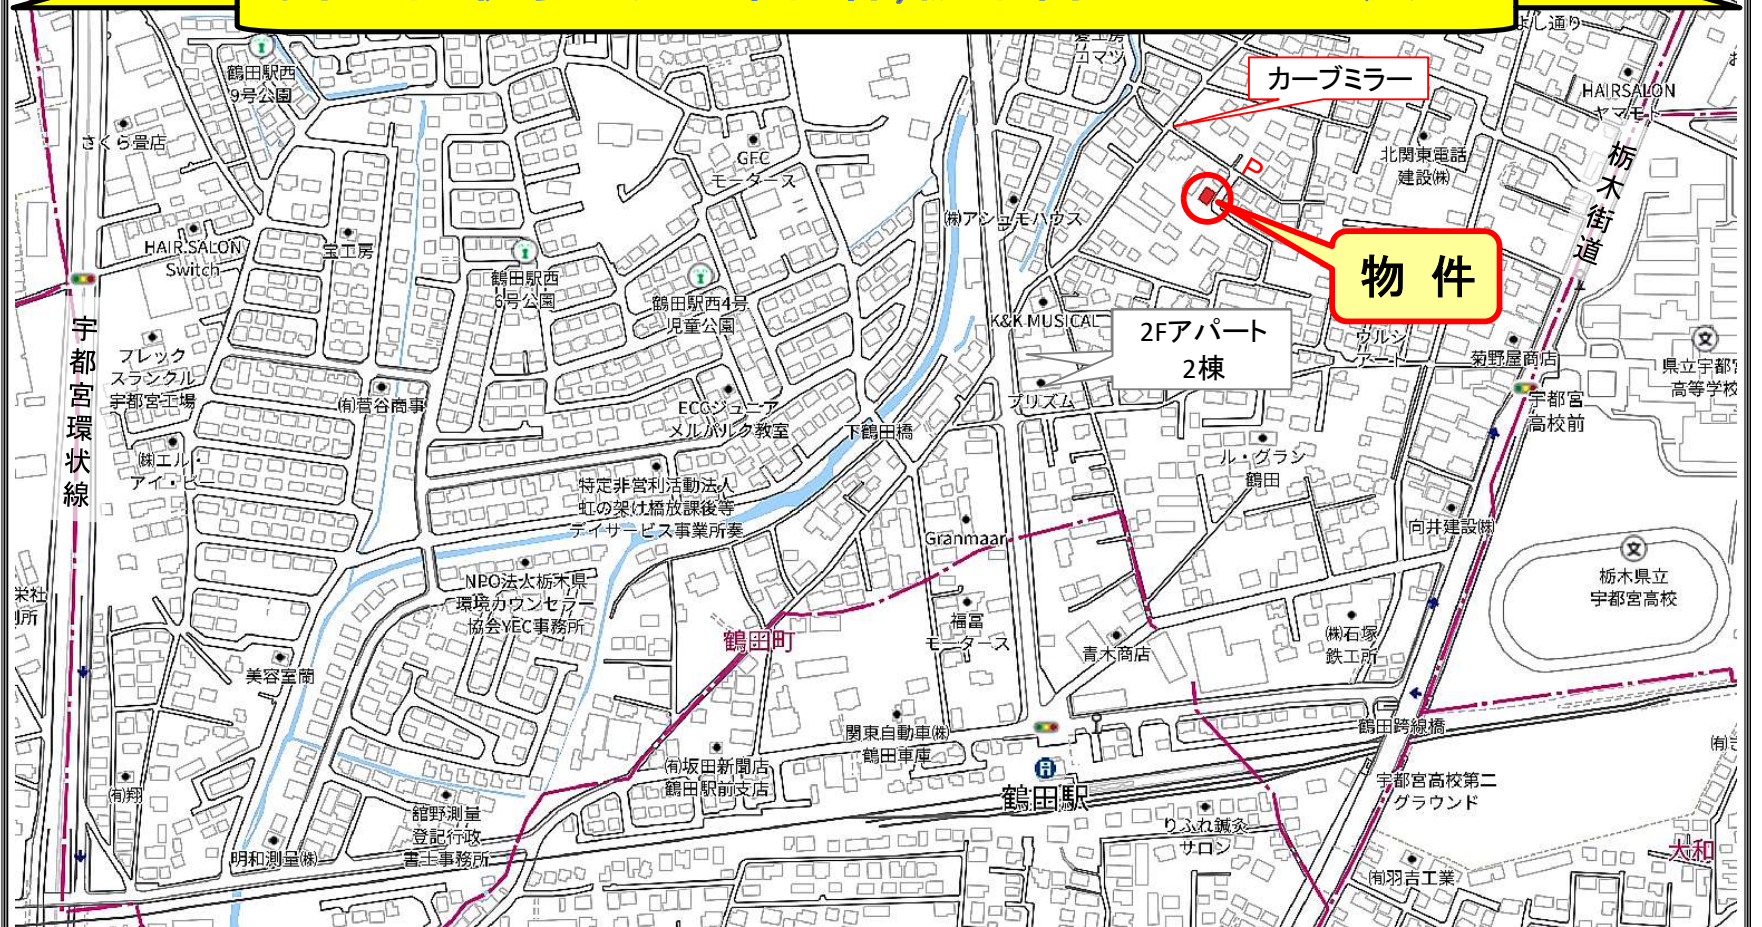 よし通り
鶴田駅西
9号公園
コマツ
カーブミラー
HAIRSALON
ヤマモト
さくら畳店
GFC
モータース
P
北関東電話
建設㈱
栃木街道
㈱アシュモハウス
HAIR.SALON
Switch
宝工房
鶴田駅西
6号公園
鶴田駅西4号
児童公園
物 件
K&K MUSICAL
2Fアパート
2棟
ウルシ
アート
菊野屋商店
県立宇都宮
高等学校
宇都宮環状線
フレック
スランクル
宇都宮工場
㈲菅谷商事
ECCジュニア
メルパルク教室
下鶴田橋
プリズム
宇都宮
高校前
㈱エル・
アイ・ビ
特定非営利活動法人
虹の架け橋放課後等
デイサービス事業所奏
ル・グラン
鶴田
向井建設㈱
Granmaar
NPO法人栃木県
環境カウンセラー
協会YEC事務所
栃木県立
宇都宮高校
栄社
美容室蘭
鶴田町
福冨
モータース
青木商店
㈱石塚
鉄工所
関東自動車㈱
鶴田車庫
鶴田跨線橋
㈲坂田新聞店
鶴田駅前支店
鶴田駅
宇都宮高校第二
グラウンド
㈲翔
舘野測量
登記行政
書士事務所
明和測量㈱
りふれ鍼灸
サロン
㈲羽吉工業
大和